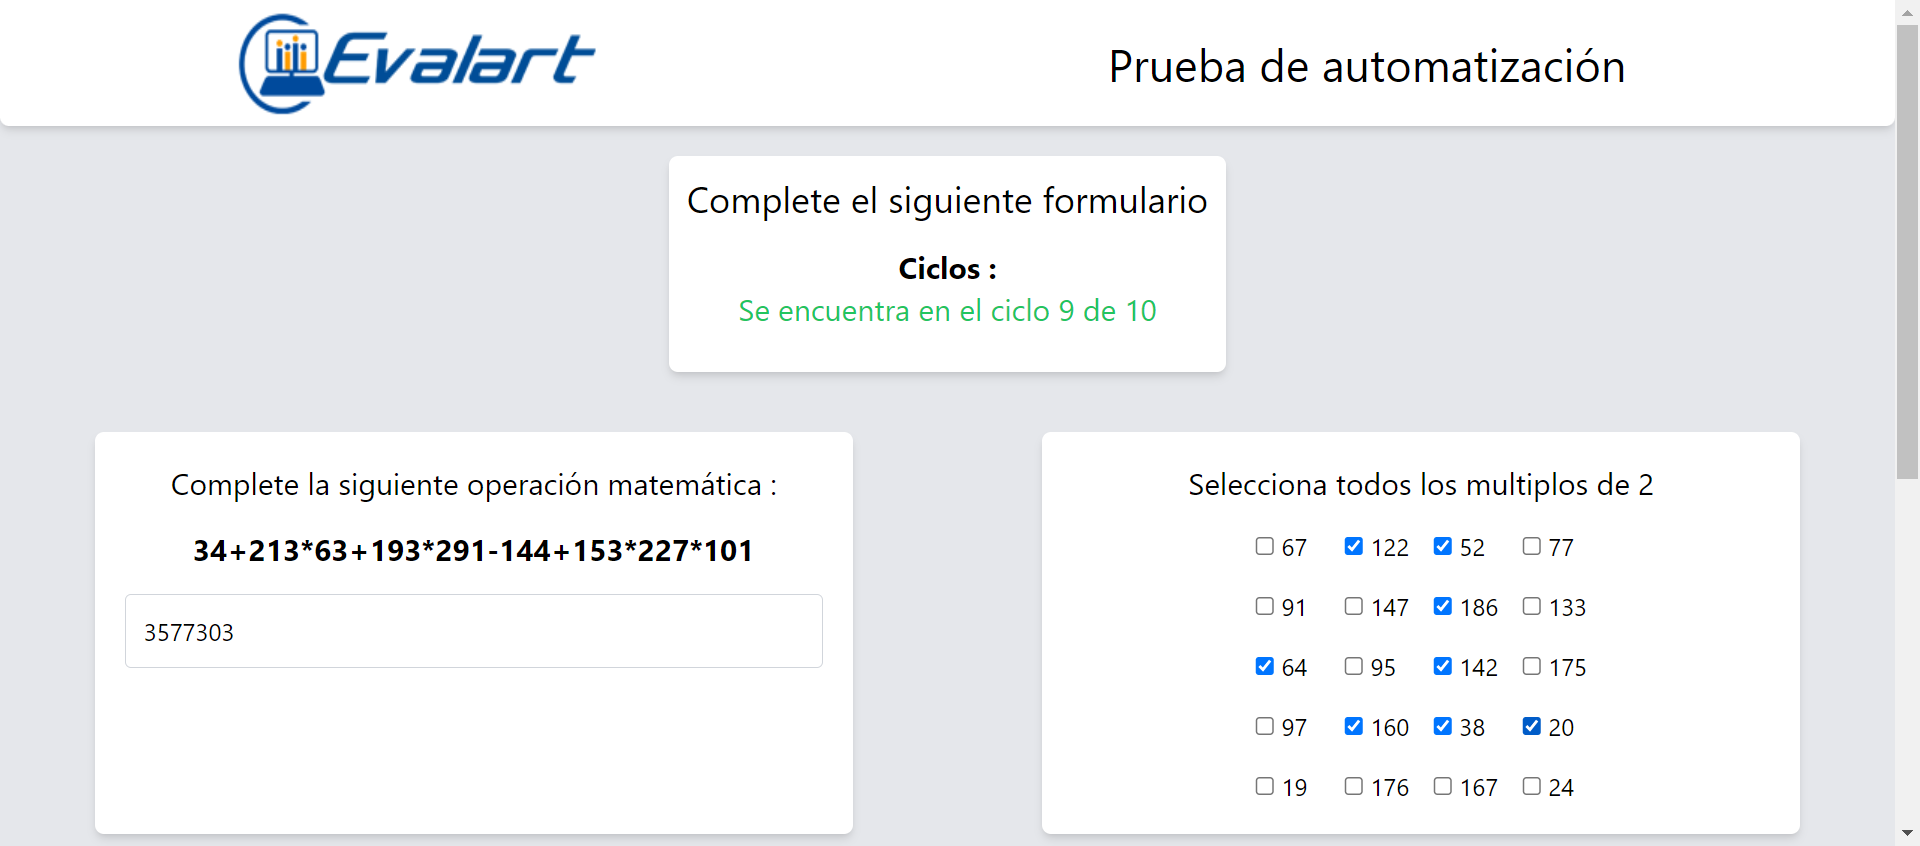 Evalart
Prueba de automatización
Complete el siguiente formulario
Ciclos :
Se encuentra en el ciclo 9 de 10
Complete la siguiente operación matemática :
34+213*63+193*291-144+153*227*101
3577303
Selecciona todos los multiplos de 2
67 122 52 77
91 147 186 133
64 95 142 175
97 160 38 20
19 176 167 24